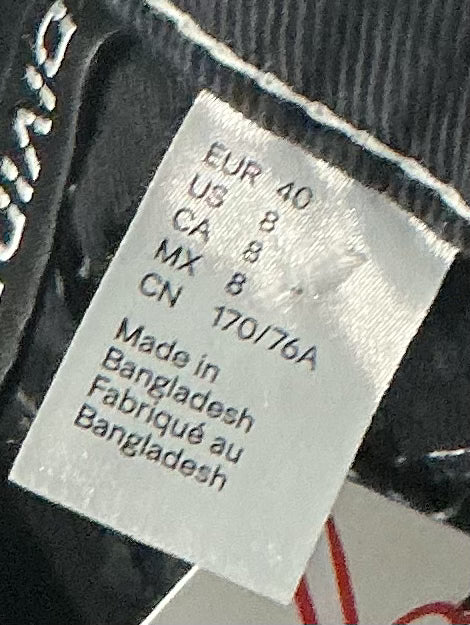 EUR 40
US 8
CA 8
MX 8
CN 170/76A
Made in
Bangladesh
Fabriqué au
Bangladesh